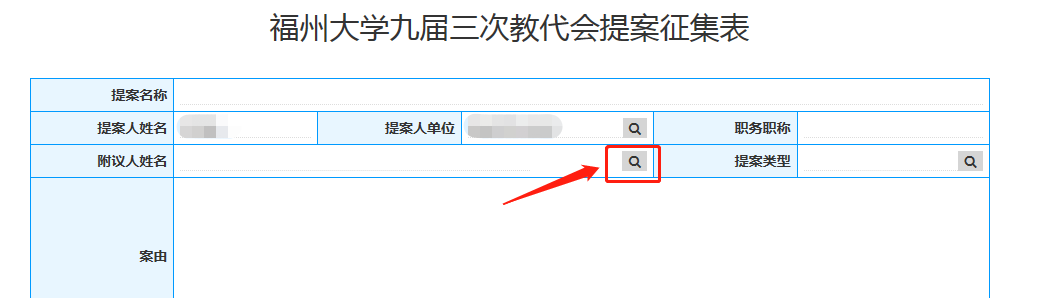 福州大学九届三次教代会提案征集表
提案名称
提案人姓名 提案人单位 职务职称
附议人姓名 提案类型
案由